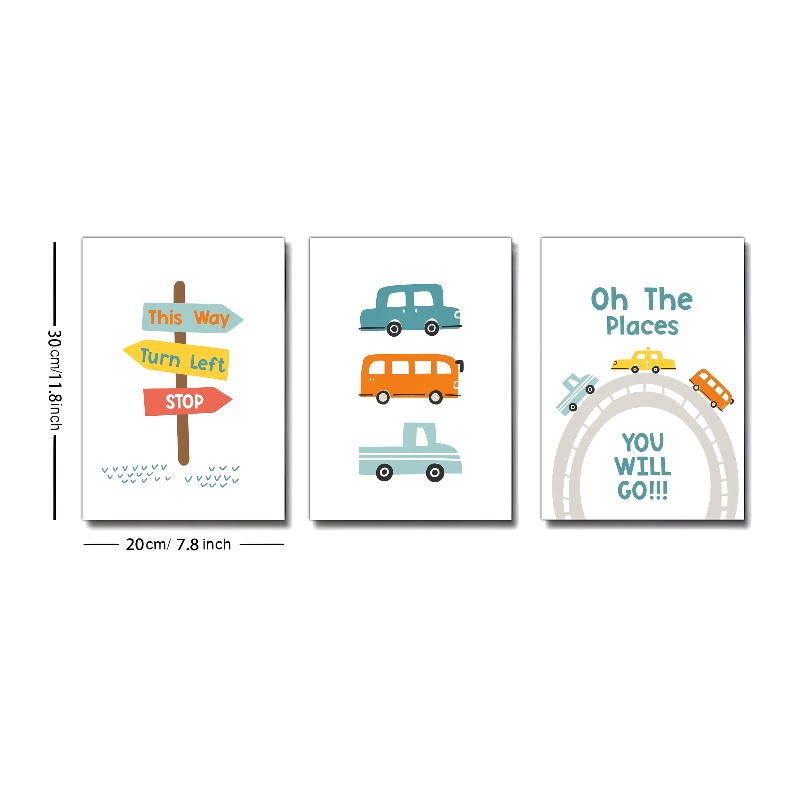 30cm/11.8inch
This Way
Turn Left
STOP
20cm/ 7.8 inch
Oh The
Places
YOU
WILL
GO!!!